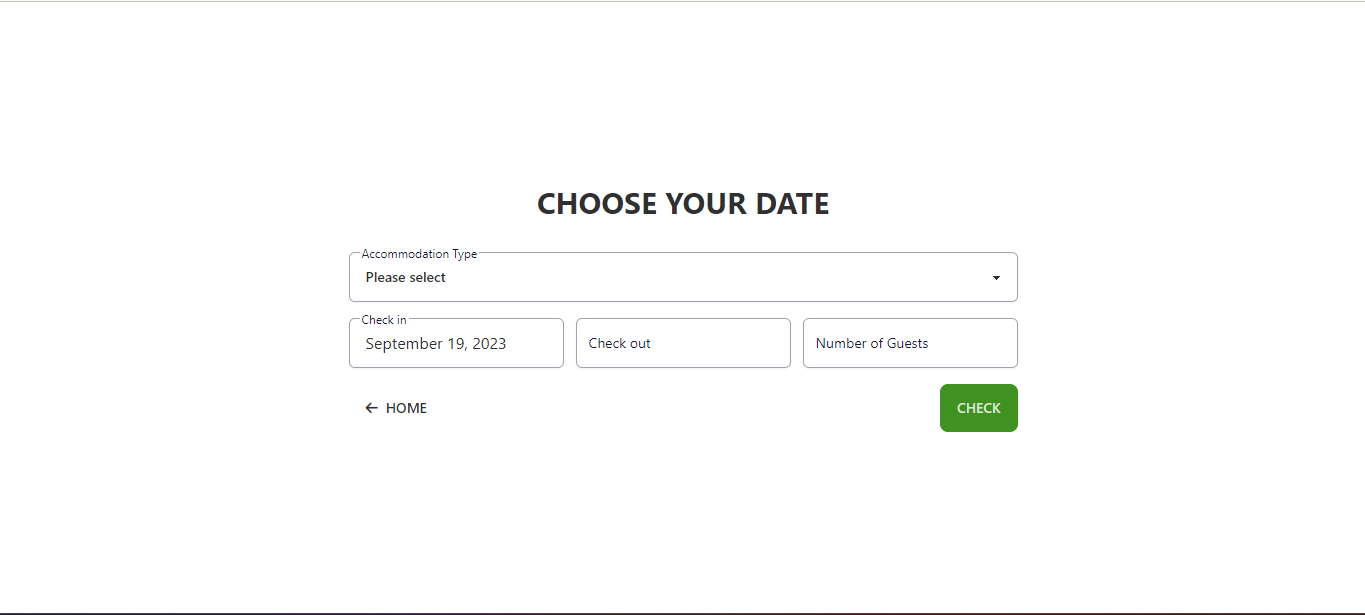 CHOOSE YOUR DATE
Accommodation Type
Please select
Check in
September 19, 2023
Check out
Number of Guests
HOME
CHECK